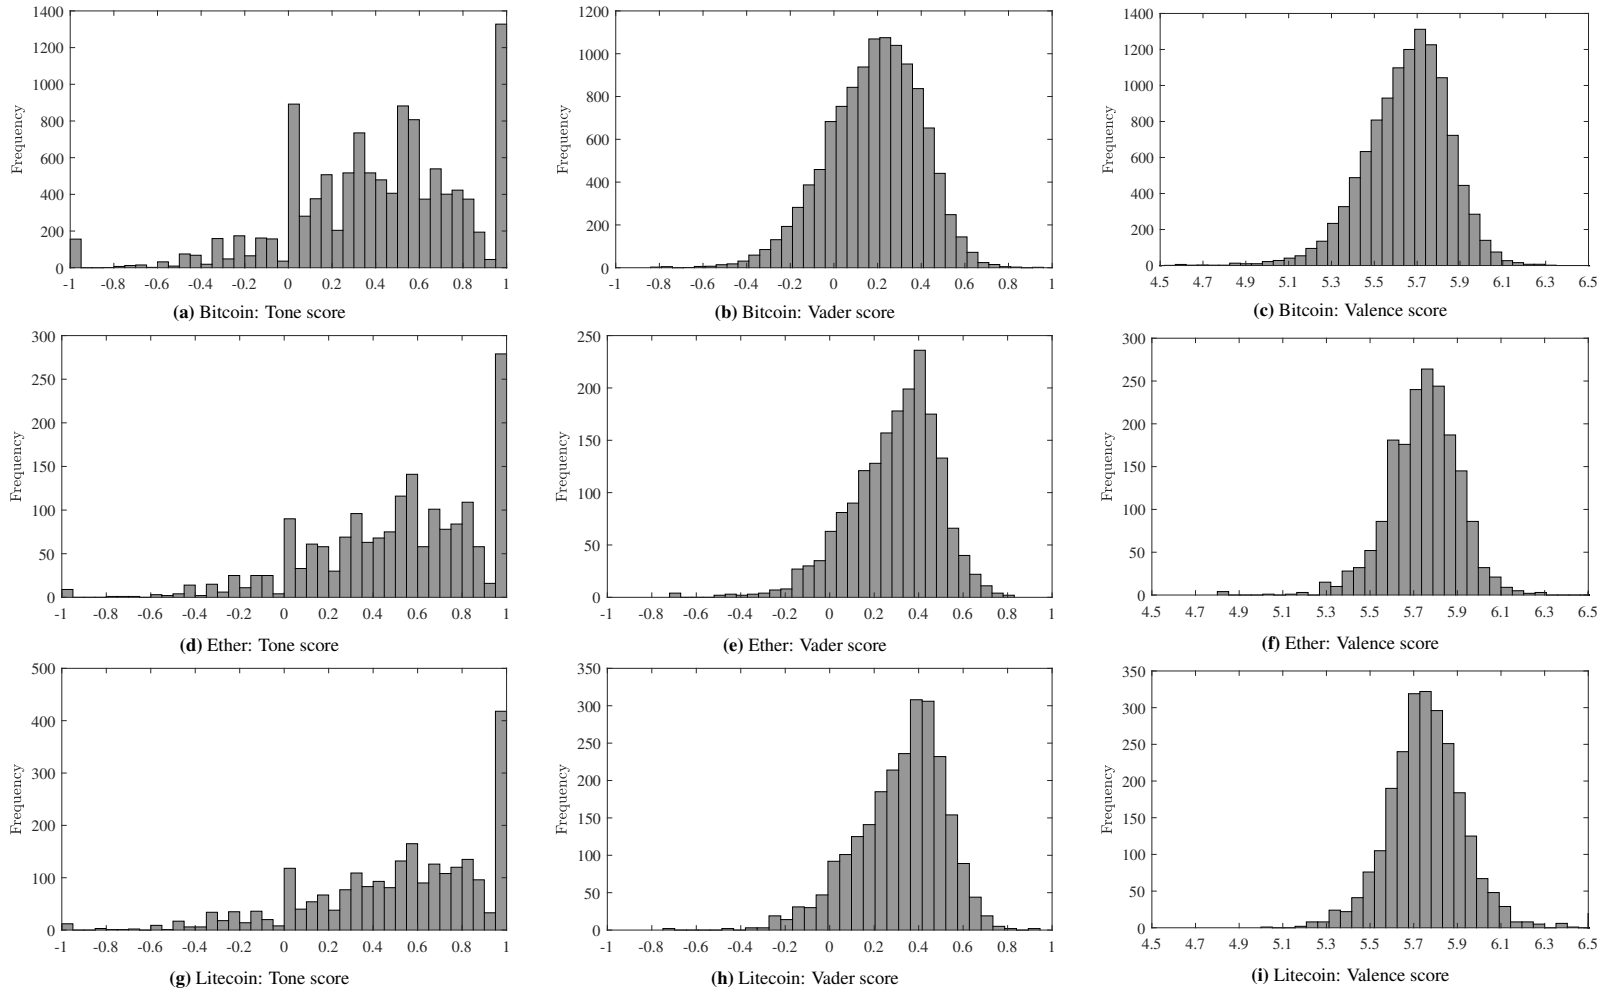 1400
1200
1000
800
600
400
200
0
Frequency
-1 -0.8 -0.6 -0.4 -0.2 0 0.2 0.4 0.6 0.8 1
(a) Bitcoin: Tone score
1200
1000
800
600
400
200
0
Frequency
-1 -0.8 -0.6 -0.4 -0.2 0 0.2 0.4 0.6 0.8 1
(b) Bitcoin: Vader score
1400
1200
1000
800
600
400
200
0
Frequency
4.5 4.7 4.9 5.1 5.3 5.5 5.7 5.9 6.1 6.3 6.5
(c) Bitcoin: Valence score
300
250
200
150
100
50
0
Frequency
-1 -0.8 -0.6 -0.4 -0.2 0 0.2 0.4 0.6 0.8 1
(d) Ether: Tone score
250
200
150
100
50
0
Frequency
-1 -0.8 -0.6 -0.4 -0.2 0 0.2 0.4 0.6 0.8 1
(e) Ether: Vader score
300
250
200
150
100
50
0
Frequency
4.5 4.7 4.9 5.1 5.3 5.5 5.7 5.9 6.1 6.3 6.5
(f) Ether: Valence score
500
400
300
200
100
0
Frequency
-1 -0.8 -0.6 -0.4 -0.2 0 0.2 0.4 0.6 0.8 1
(g) Litecoin: Tone score
350
300
250
200
150
100
50
0
Frequency
-1 -0.8 -0.6 -0.4 -0.2 0 0.2 0.4 0.6 0.8 1
(h) Litecoin: Vader score
350
300
250
200
150
100
50
0
Frequency
4.5 4.7 4.9 5.1 5.3 5.5 5.7 5.9 6.1 6.3 6.5
(i) Litecoin: Valence score